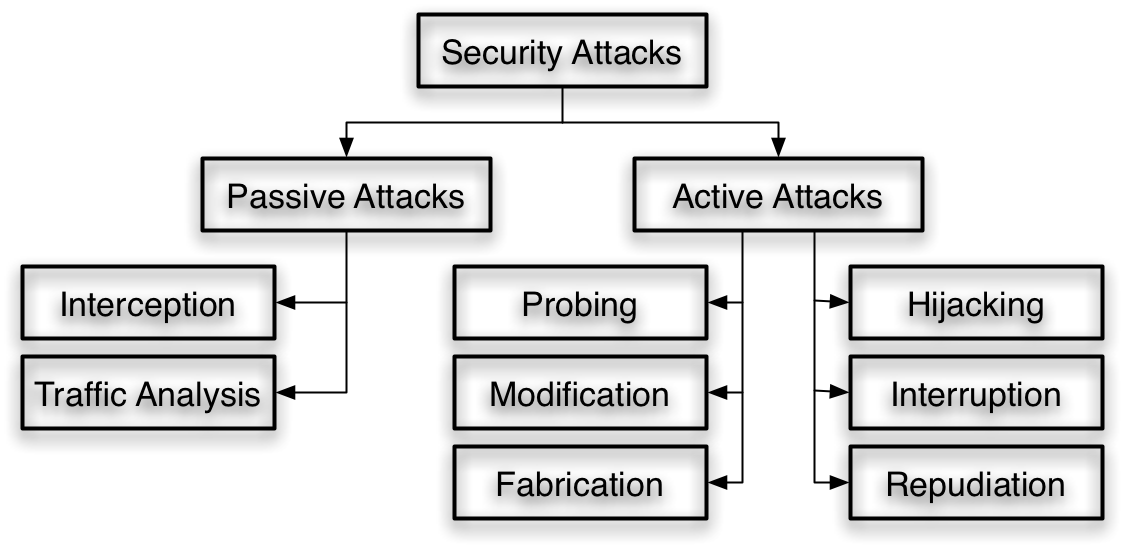 Security Attacks
Passive Attacks
Active Attacks
Interception
Probing
Hijacking
Traffic Analysis
Modification
Interruption
Fabrication
Repudiation